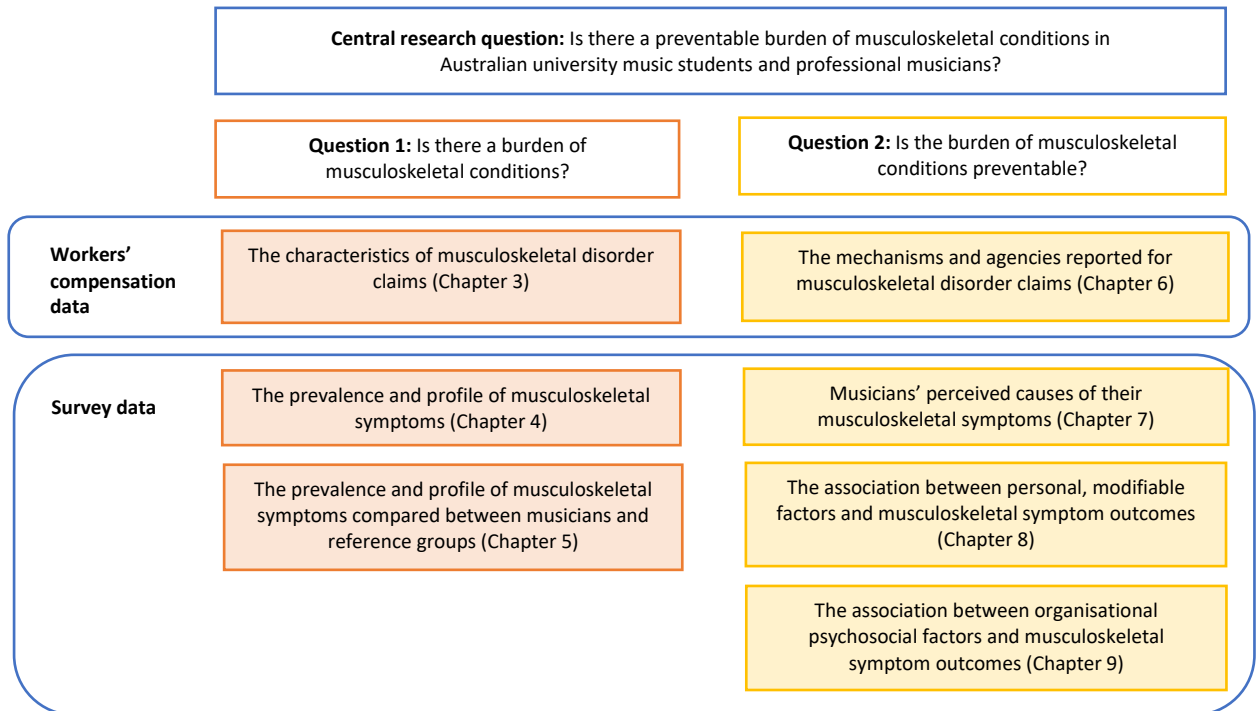 Central research question: Is there a preventable burden of musculoskeletal conditions in
Australian university music students and professional musicians?
Question 1: Is there a burden of
musculoskeletal conditions?
Question 2: Is the burden of musculoskeletal
conditions preventable?
Workers’
compensation
data
The characteristics of musculoskeletal disorder
claims (Chapter 3)
The mechanisms and agencies reported for
musculoskeletal disorder claims (Chapter 6)
Survey data
The prevalence and profile of musculoskeletal
symptoms (Chapter 4)
Musicians’ perceived causes of their
musculoskeletal symptoms (Chapter 7)
The prevalence and profile of musculoskeletal
symptoms compared between musicians and
reference groups (Chapter 5)
The association between personal, modifiable
factors and musculoskeletal symptom outcomes
(Chapter 8)
The association between organisational
psychosocial factors and musculoskeletal
symptom outcomes (Chapter 9)